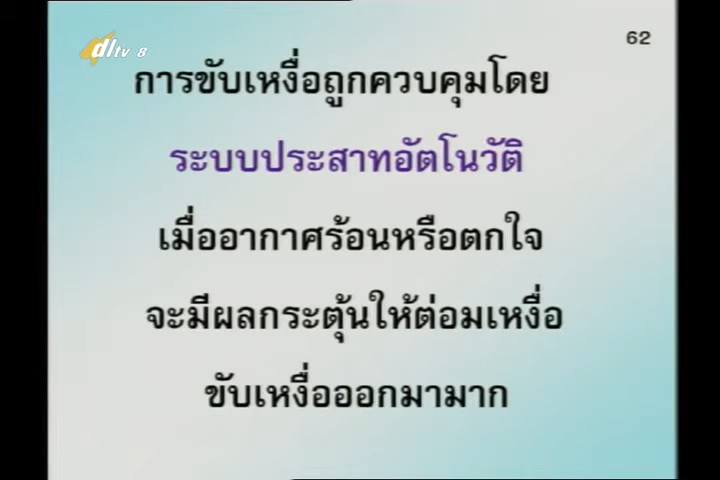 dltv 8
62
การขับเหงื่อถูกควบคุมโดย
ระบบประสาทอัตโนวัติ
เมื่ออากาศร้อนหรือตกใจ
จะมีผลกระตุ้นให้ต่อมเหงื่อ
ขับเหงื่อออกมามาก